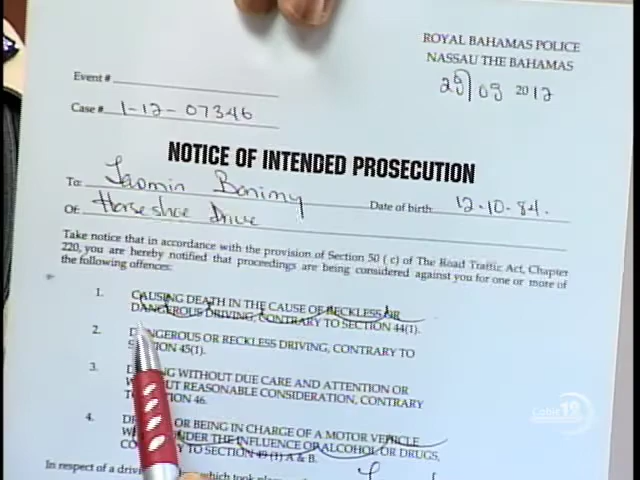 ROYAL BAHAMAS POLICE
NASSAU THE BAHAMAS
29/09 2012
Event #
Case # 1-12-07346
NOTICE OF INTENDED PROSECUTION
To: Jasmin Bonimy Date of birth: 12.10.84.
Of: Horseshoe Drive
Take notice that in accordance with the provision of Section 50 (c) of The Road Traffic Act, Chapter
220, you are hereby notified that proceedings are being considered against you for one or more of
the following offences:
1. CAUSING DEATH IN THE CAUSE OF RECKLESS OR
DANGEROUS DRIVING, CONTRARY TO SECTION 44(1).
2. DANGEROUS OR RECKLESS DRIVING, CONTRARY TO
45(1).
3. WITHOUT DUE CARE AND ATTENTION OR
REASONABLE CONSIDERATION, CONTRARY
46.
4. OR BEING IN CHARGE OF A MOTOR VEHICLE
UNDER THE INFLUENCE OF ALCOHOL OR DRUGS,
TO SECTION 49 (1) A & B.
In respect of a which took
Cable 12